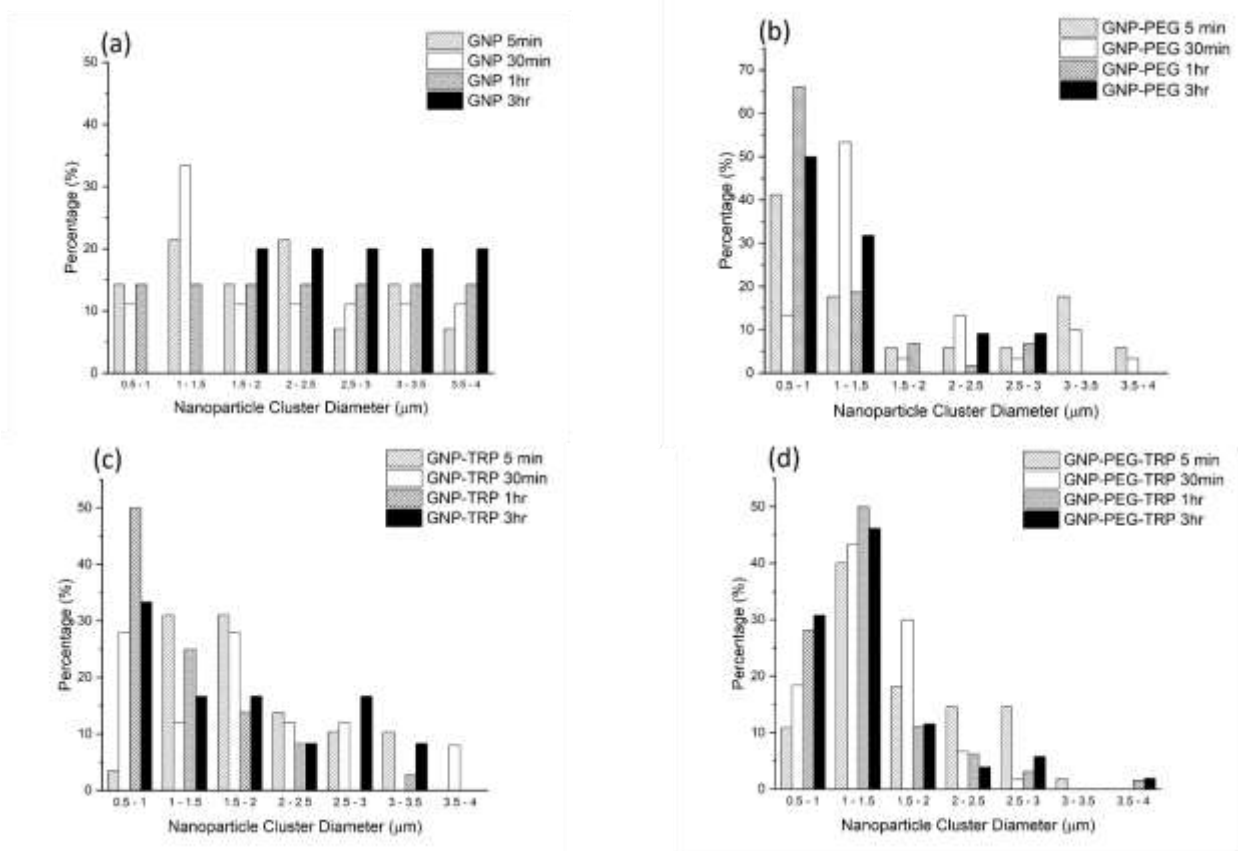 (a)
GNP 5min
GNP 30min
GNP 1hr
GNP 3hr
50
40
30
20
10
0
Percentage (%)
0.5 - 1 1 - 1.5 1.5 - 2 2 - 2.5 2.5 - 3 3 - 3.5 3.5 - 4
Nanoparticle Cluster Diameter (μm)
(b)
GNP-PEG 5 min
GNP-PEG 30min
GNP-PEG 1hr
GNP-PEG 3hr
70
60
50
40
30
20
10
0
Percentage (%)
0.5 - 1 1 - 1.5 1.5 - 2 2 - 2.5 2.5 - 3 3 - 3.5 3.5 - 4
Nanoparticle Cluster Diameter (μm)
(c)
GNP-TRP 5 min
GNP-TRP 30min
GNP-TRP 1hr
GNP-TRP 3hr
50
40
30
20
10
0
Percentage (%)
0.5 - 1 1 - 1.5 1.5 - 2 2 - 2.5 2.5 - 3 3 - 3.5 3.5 - 4
Nanoparticle Cluster Diameter (μm)
(d)
GNP-PEG-TRP 5 min
GNP-PEG-TRP 30min
GNP-PEG-TRP 1hr
GNP-PEG-TRP 3hr
50
40
30
20
10
0
Percentage (%)
0.5 - 1 1 - 1.5 1.5 - 2 2 - 2.5 2.5 - 3 3 - 3.5 3.5 - 4
Nanoparticle Cluster Diameter (μm)